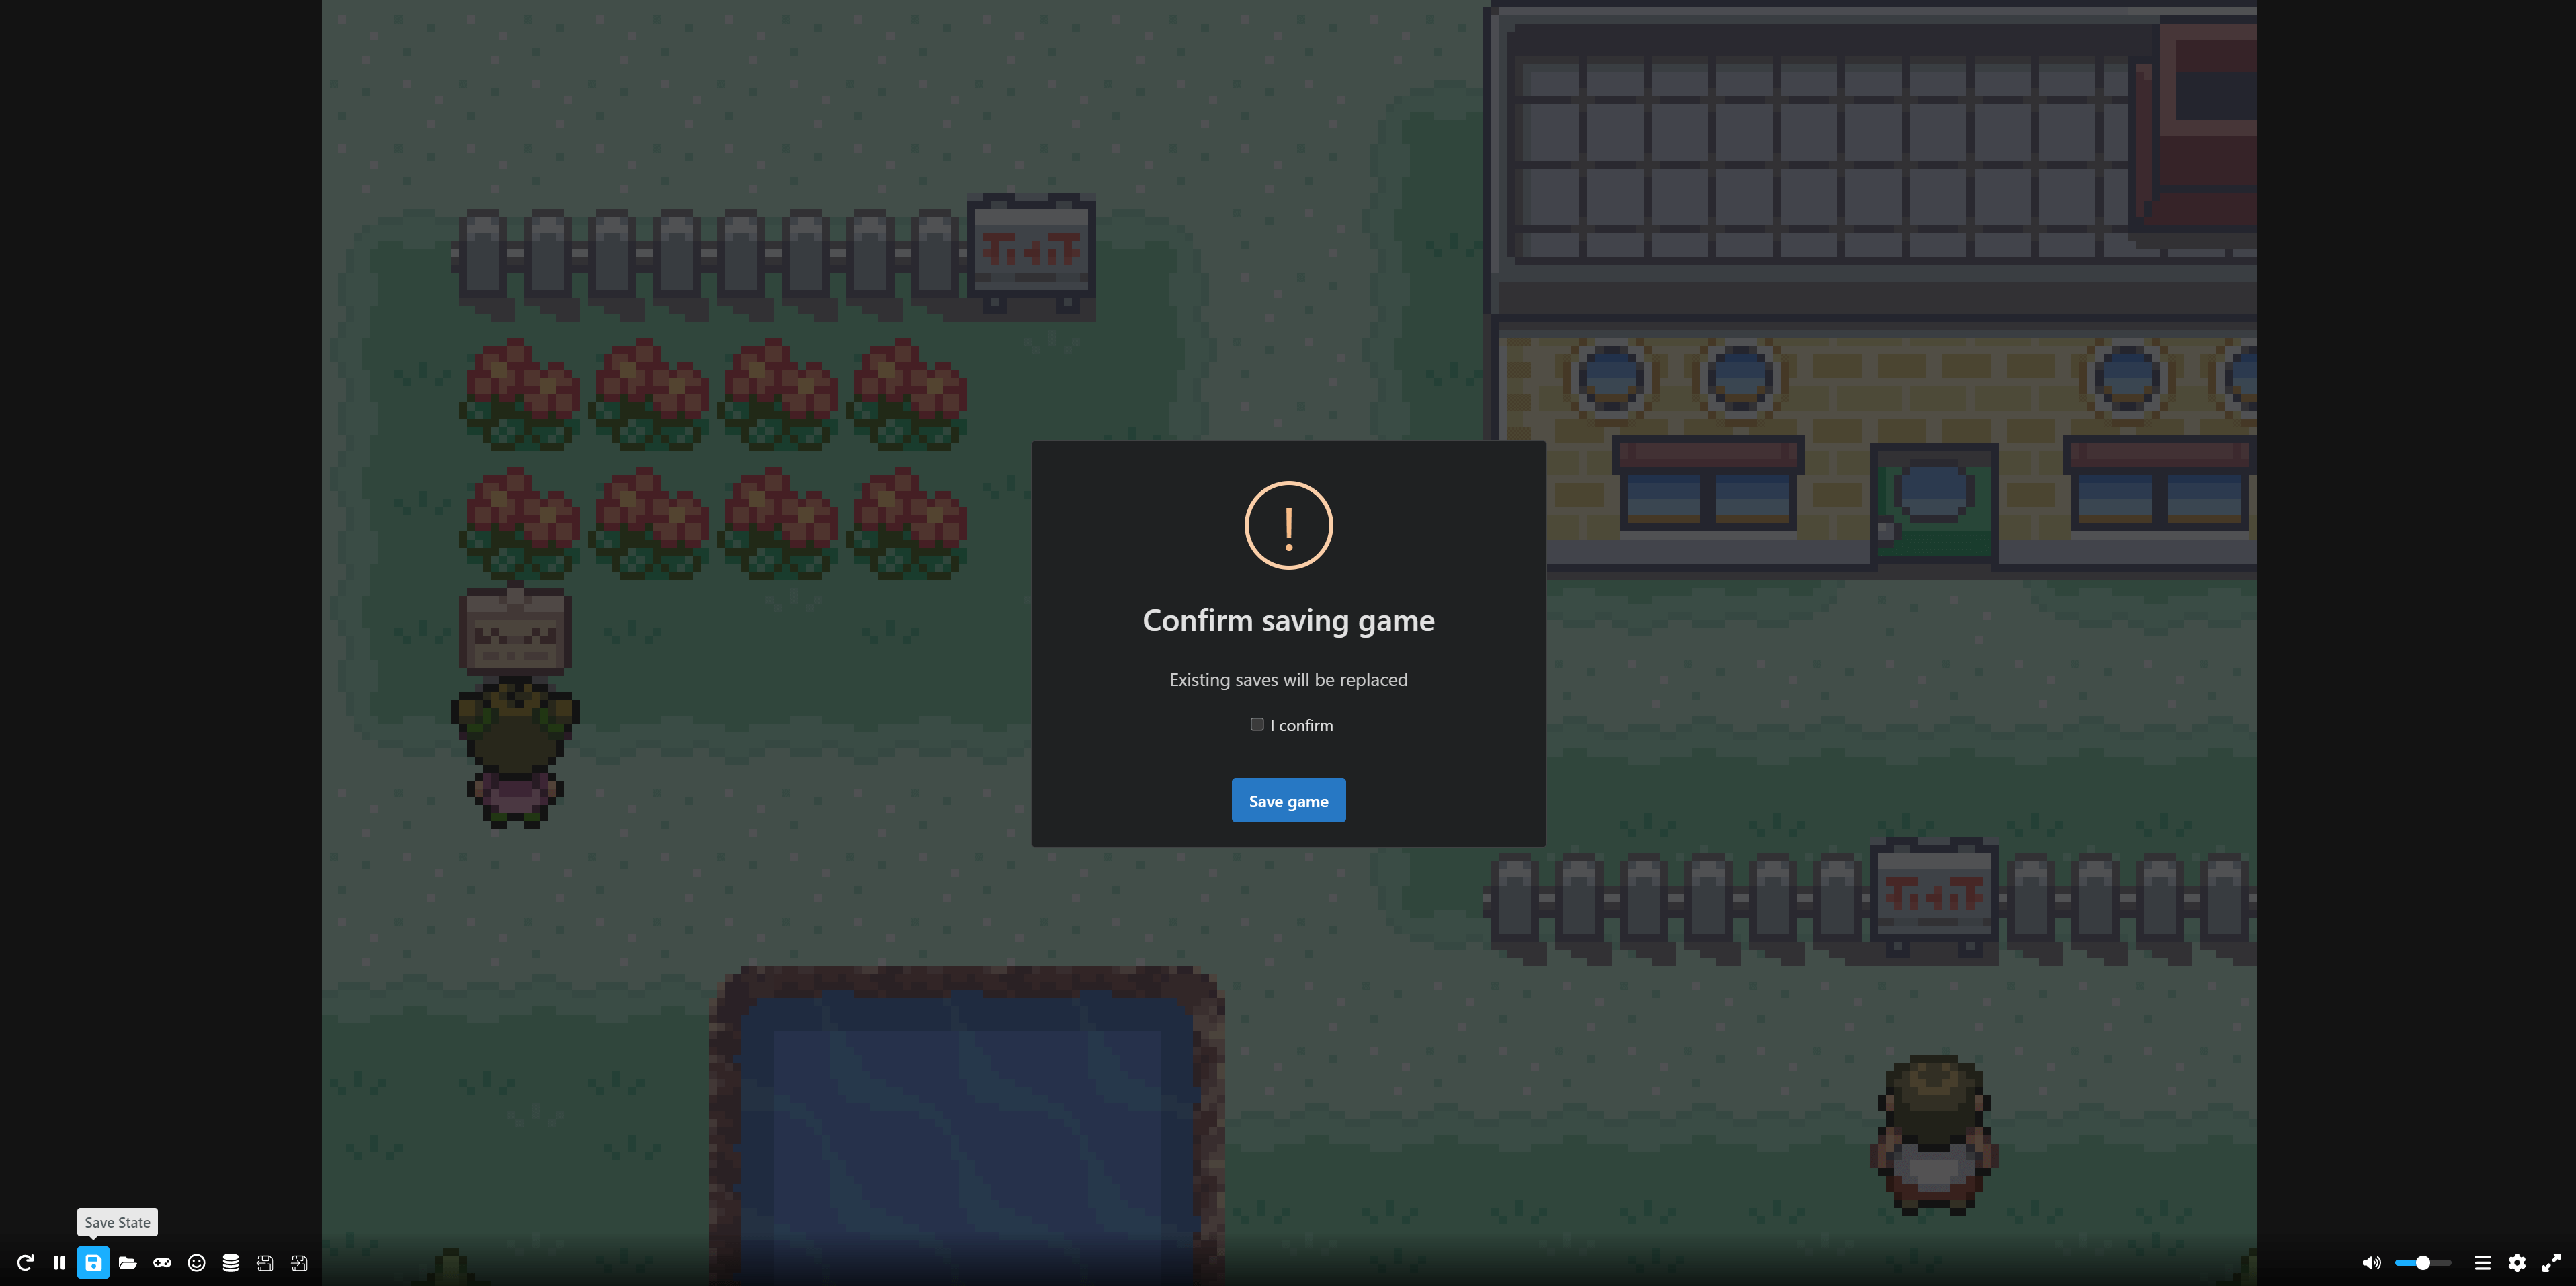 Confirm saving game
Existing saves will be replaced
I confirm
Save game
Save State